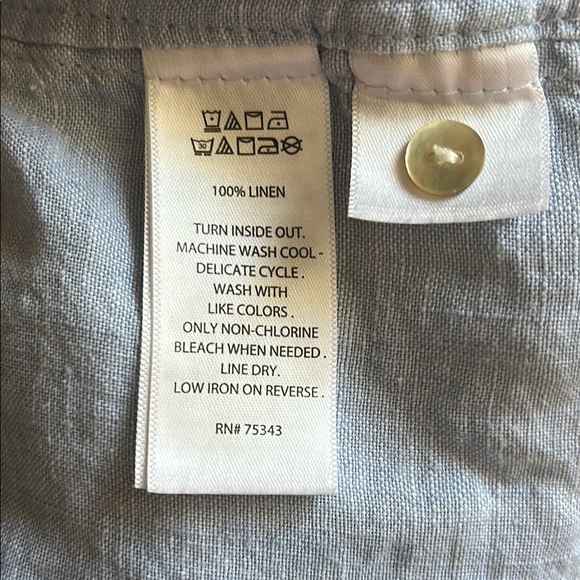 30
100% LINEN
TURN INSIDE OUT.
MACHINE WASH COOL -
DELICATE CYCLE .
WASH WITH
LIKE COLORS .
ONLY NON-CHLORINE
BLEACH WHEN NEEDED .
LINE DRY.
LOW IRON ON REVERSE .
RN# 75343